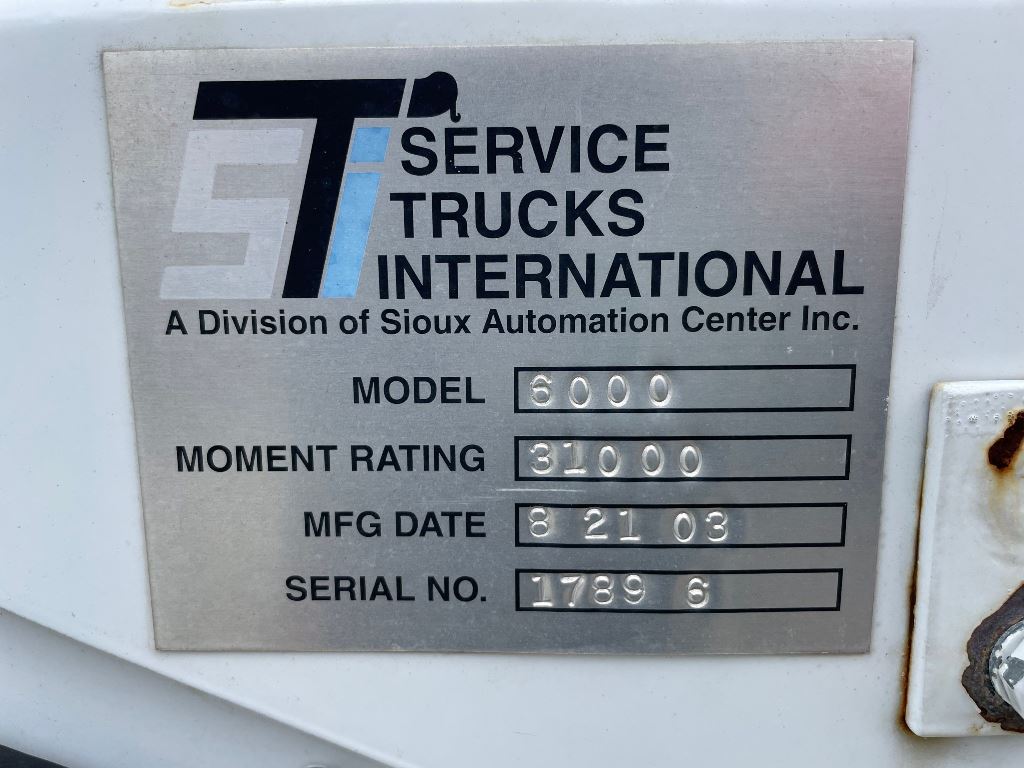 STi
SERVICE
TRUCKS
INTERNATIONAL
A Division of Sioux Automation Center Inc.
MODEL 6000
MOMENT RATING 31000
MFG DATE 8 21 03
SERIAL NO. 1789 6